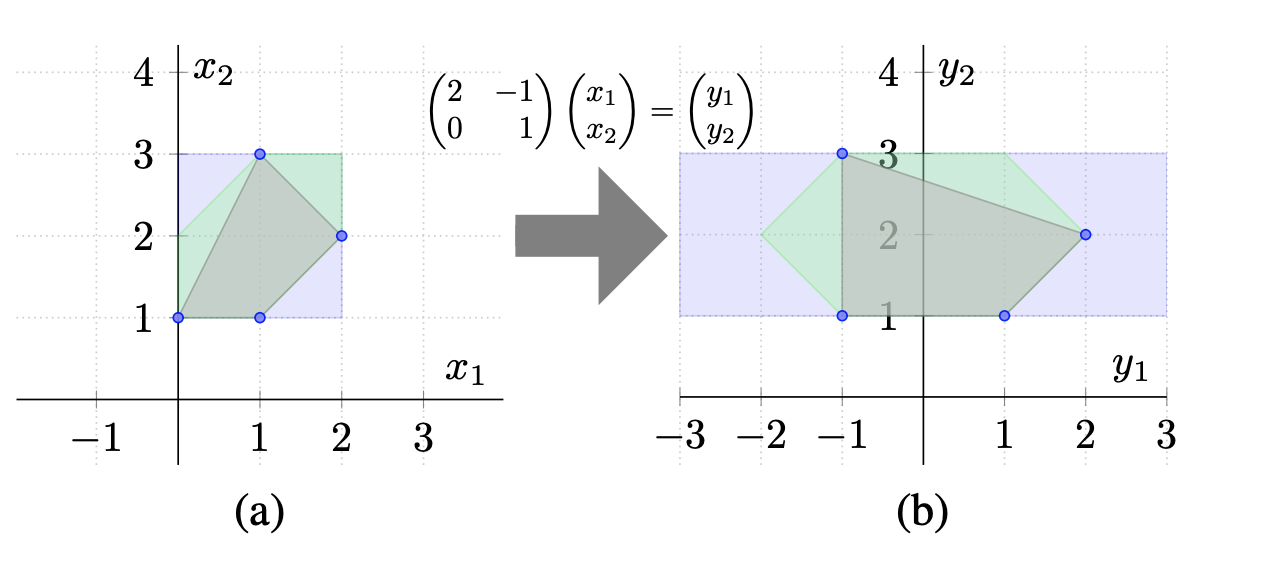 4 x₂
3
2
1
x₁
−1 1 2 3
(a)
(2 −1
0 1) (x₁
x₂) = (y₁
y₂)
4 y₂
3
2
1
y₁
−3 −2 −1 1 2 3
(b)